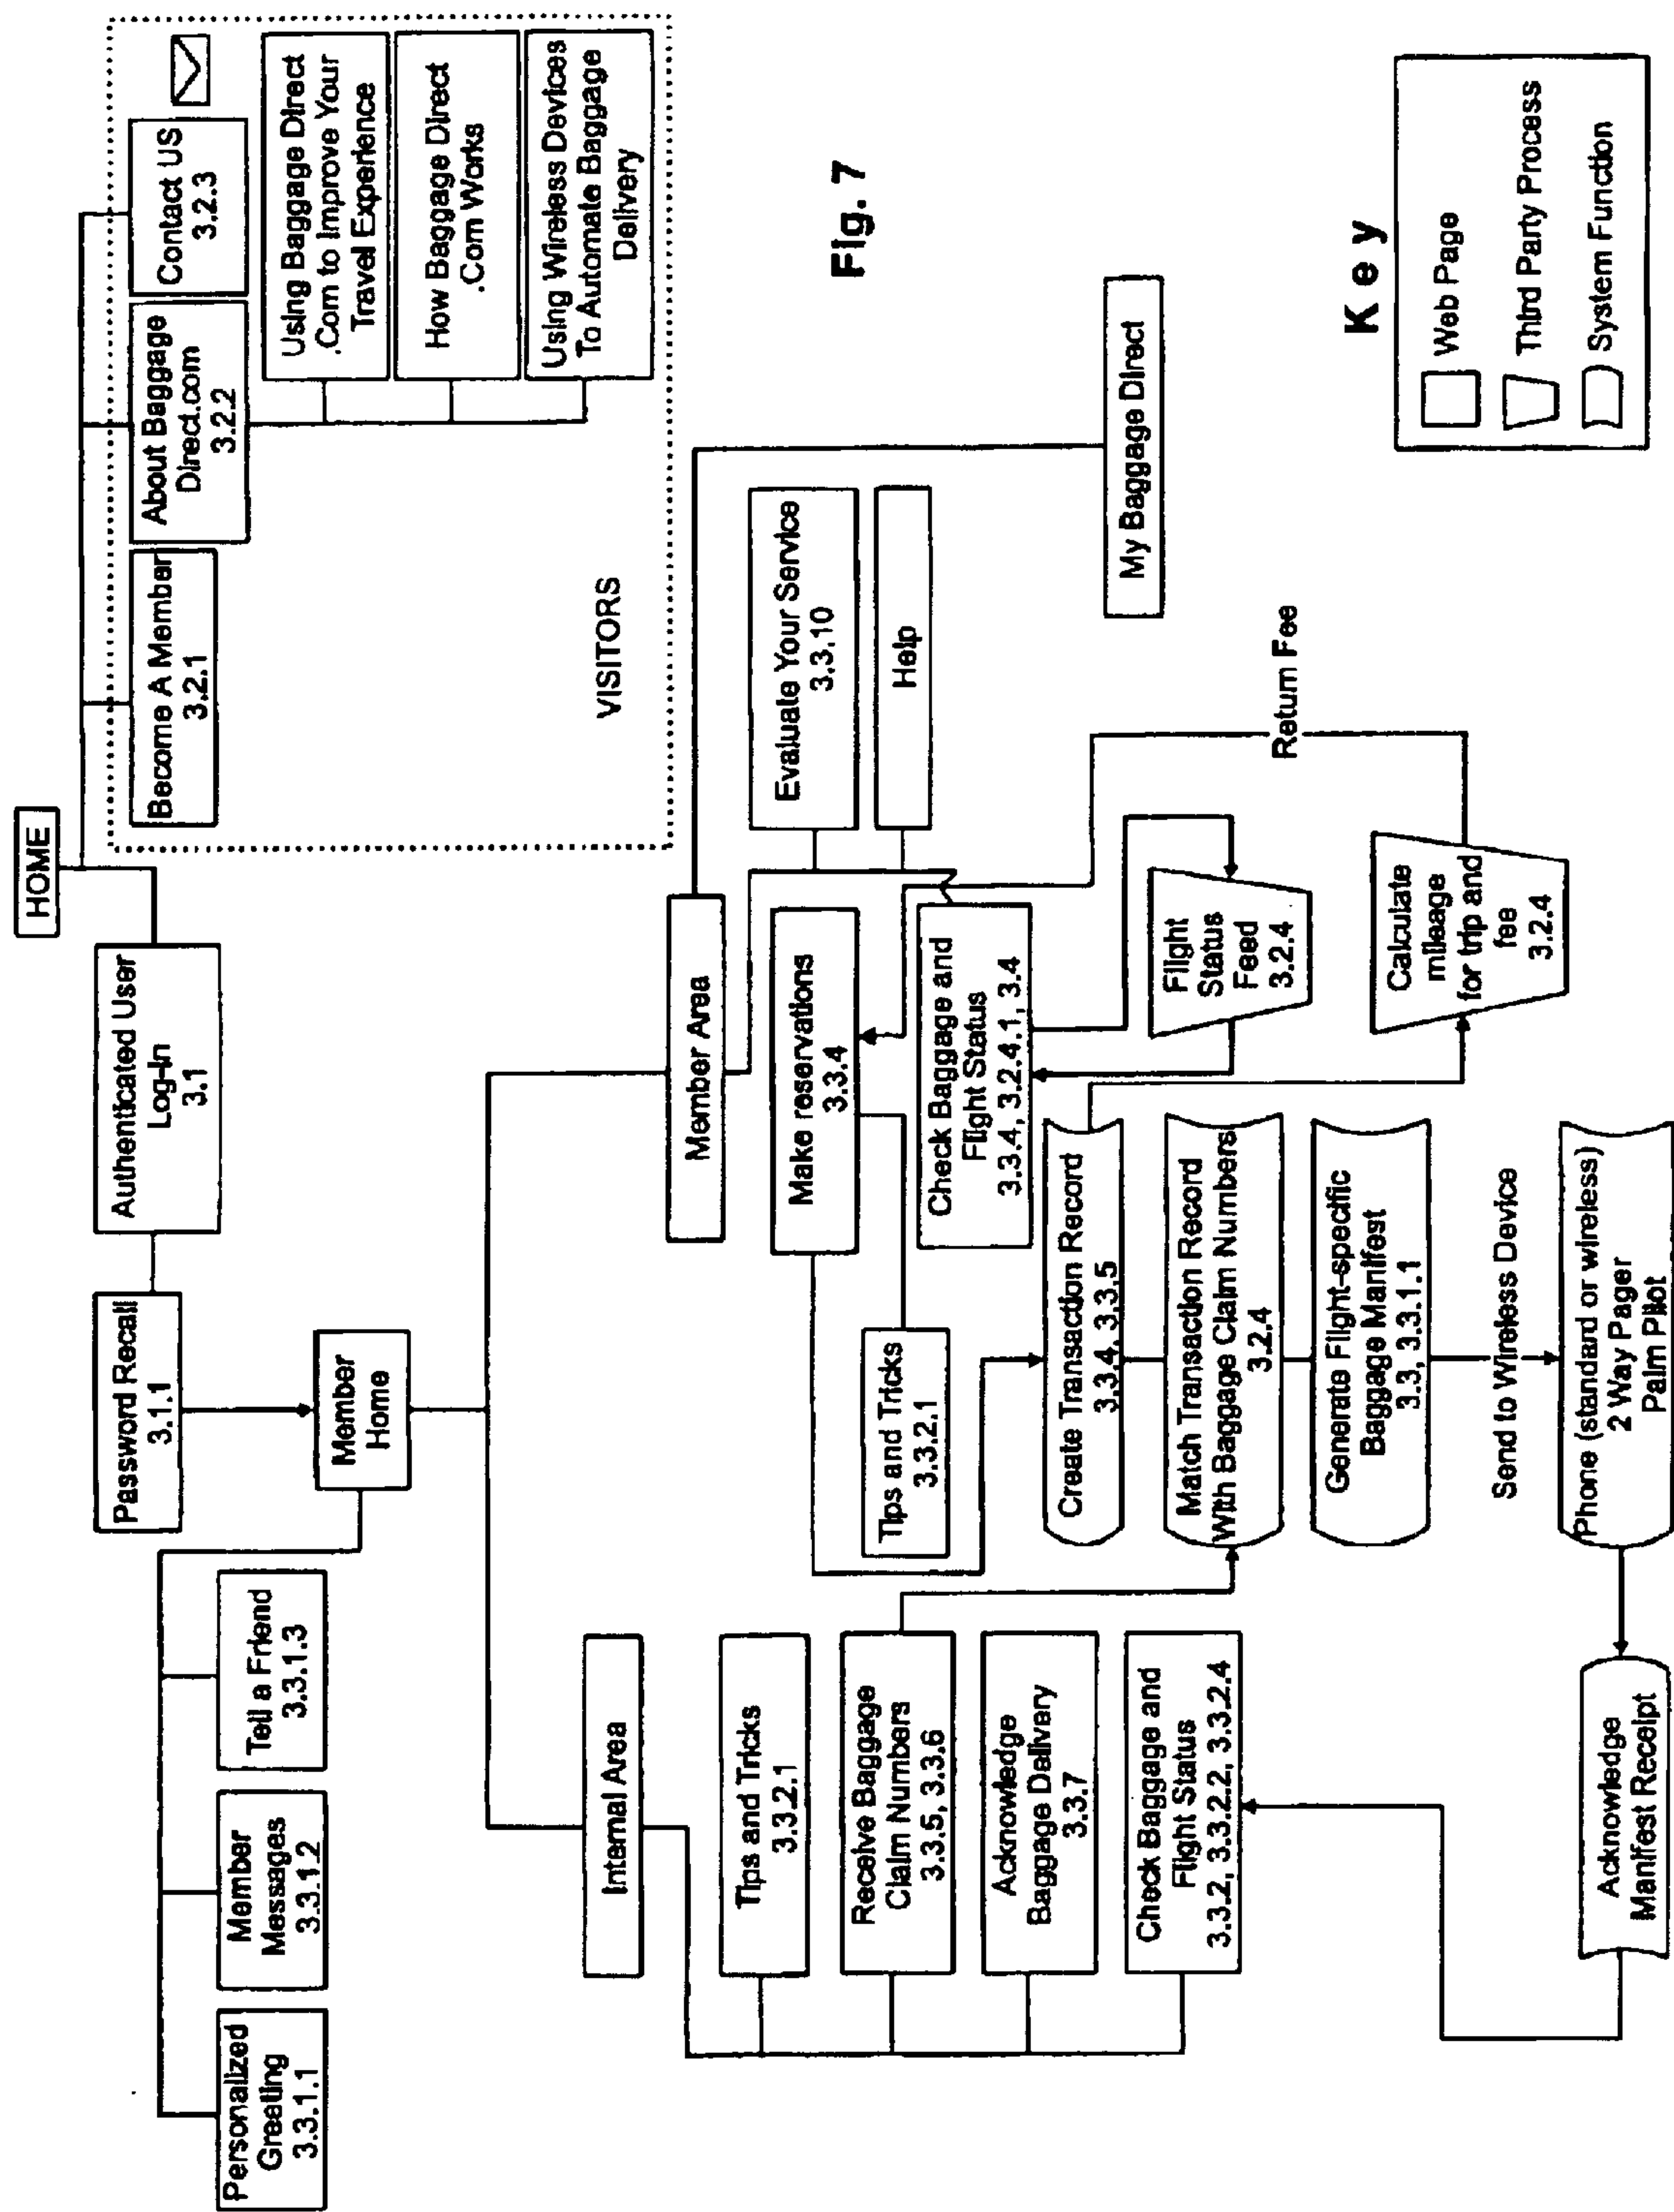 HOME
Personalized
Greeting
3.3.1.1
Member
Messages
3.3.1.2
Tell a Friend
3.3.1.3
Password Recall
3.1.1
Authenticated User
Log-In
3.1
Become A Member
3.2.1
About Baggage
Direct.com
3.2.2
Contact US
3.2.3
Using Baggage Direct
.Com to Improve Your
Travel Experience
How Baggage Direct
.Com Works
Using Wireless Devices
To Automate Baggage
Delivery
VISITORS
Member
Home
Internal Area
Member Area
Tips and Tricks
3.3.2.1
Receive Baggage
Claim Numbers
3.3.5, 3.3.6
Acknowledge
Baggage Delivery
3.3.7
Check Baggage and
Flight Status
3.3.2, 3.3.2.2, 3.3.2.4
Make reservations
3.3.4
Evaluate Your Service
3.3.10
Help
Tips and Tricks
3.3.2.1
Check Baggage and
Flight Status
3.3.4, 3.2.4.1, 3.4
My Baggage Direct
Fig. 7
Create Transaction Record
3.3.4, 3.3.5
Match Transaction Record
With Baggage Claim Numbers
3.2.4
Generate Flight-specific
Baggage Manifest
3.3, 3.3.1.1
Flight
Status
Feed
3.2.4
Calculate
mileage
for trip and
fee
3.2.4
Return Fee
Send to Wireless Device
Phone (standard or wireless)
2 Way Pager
Palm Pilot
Acknowledge
Manifest Receipt
Key
Web Page
Third Party Process
System Function